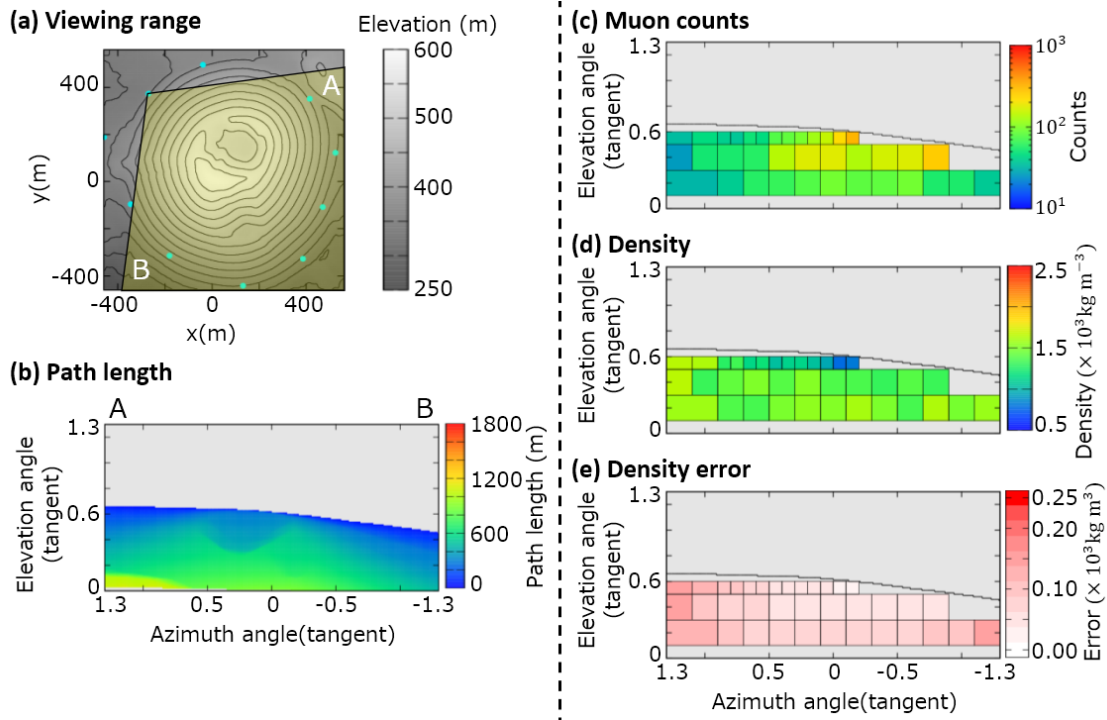 (a) Viewing range
Elevation (m)
600
500
400
250
400
0
-400
y(m)
-400
0
400
x(m)
A
B
(b) Path length
A
B
1.3
0.6
0
Elevation angle
(tangent)
1.3
0.5
0
-0.5
-1.3
Azimuth angle(tangent)
1800
1200
600
0
Path length (m)
(c) Muon counts
1.3
0.6
0
Elevation angle
(tangent)
10³
10²
10¹
Counts
(d) Density
1.3
0.6
0
Elevation angle
(tangent)
2.5
1.5
0.5
Density (× 10³ kg m⁻³)
(e) Density error
1.3
0.6
0
Elevation angle
(tangent)
1.3
0.5
0
-0.5
-1.3
Azimuth angle(tangent)
0.25
0.20
0.10
0.00
Error (× 10³ kg m³)